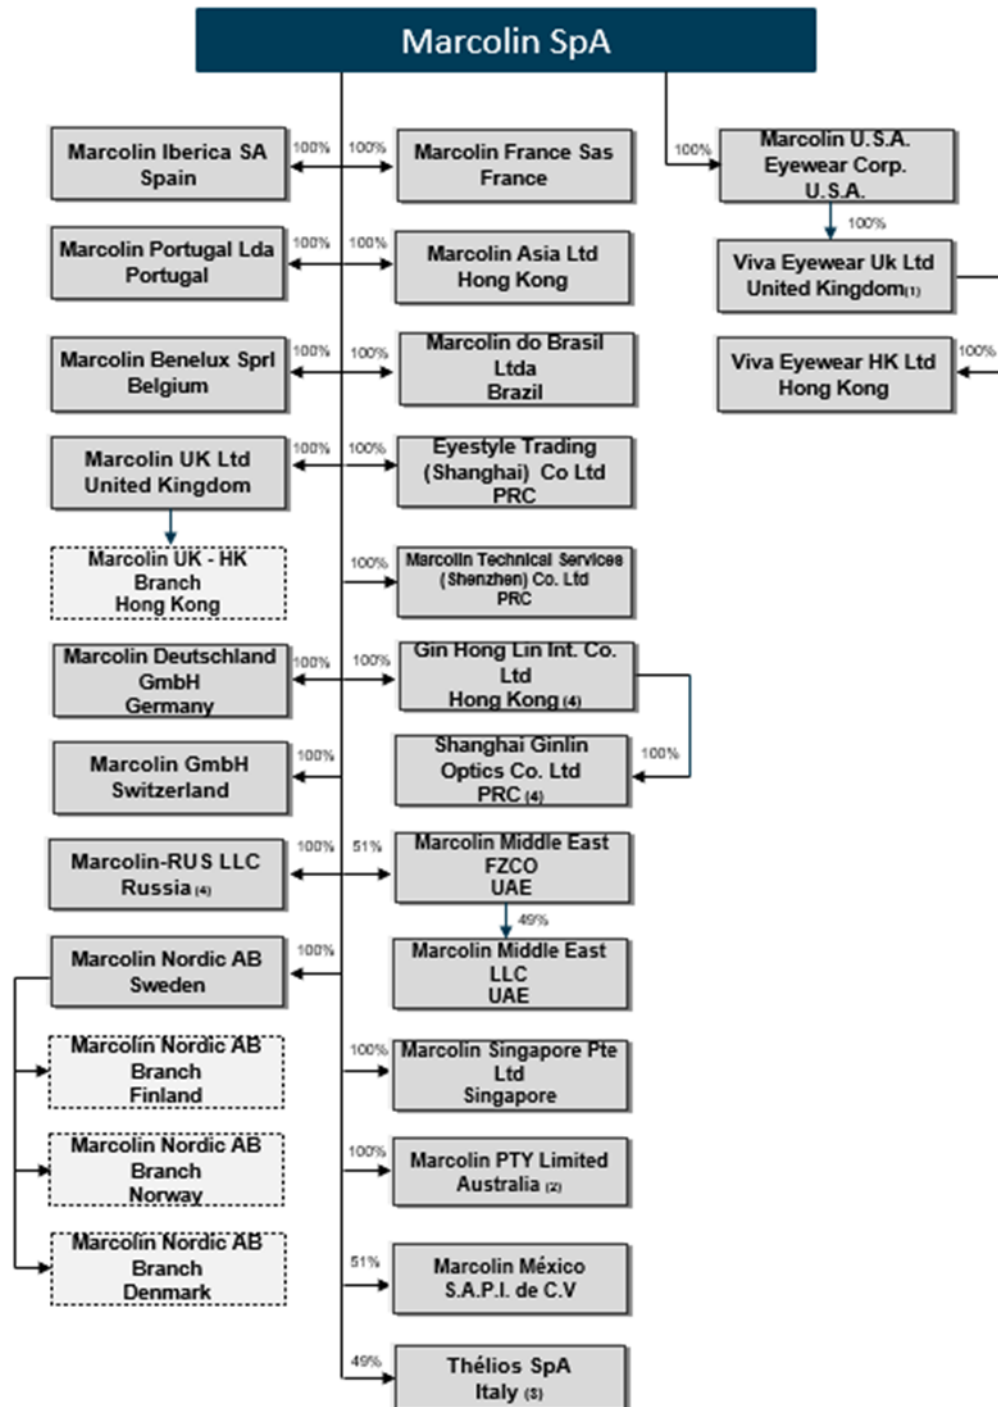 Marcolin SpA
Marcolin Iberica SA
Spain
100%
100%
Marcolin France Sas
France
100%
Marcolin U.S.A.
Eyewear Corp.
U.S.A.
100%
Marcolin Portugal Lda
Portugal
100%
100%
Marcolin Asia Ltd
Hong Kong
Viva Eyewear Uk Ltd
United Kingdom(1)
Marcolin Benelux Sprl
Belgium
100%
100%
Marcolin do Brasil
Ltda
Brazil
Viva Eyewear HK Ltd
Hong Kong
100%
Marcolin UK Ltd
United Kingdom
100%
100%
Eyestyle Trading
(Shanghai) Co Ltd
PRC
Marcolin UK - HK
Branch
Hong Kong
100%
Marcolin Technical Services
(Shenzhen) Co. Ltd
PRC
Marcolin Deutschland
GmbH
Germany
100%
100%
Gin Hong Lin Int. Co.
Ltd
Hong Kong (4)
Marcolin GmbH
Switzerland
100%
Shanghai Ginlin
Optics Co. Ltd
PRC (4)
100%
Marcolin-RUS LLC
Russia (4)
100%
51%
Marcolin Middle East
FZCO
UAE
49%
Marcolin Nordic AB
Sweden
100%
Marcolin Middle East
LLC
UAE
Marcolin Nordic AB
Branch
Finland
100%
Marcolin Singapore Pte
Ltd
Singapore
Marcolin Nordic AB
Branch
Norway
100%
Marcolin PTY Limited
Australia (2)
Marcolin Nordic AB
Branch
Denmark
51%
Marcolin México
S.A.P.I. de C.V
49%
Thélios SpA
Italy (3)